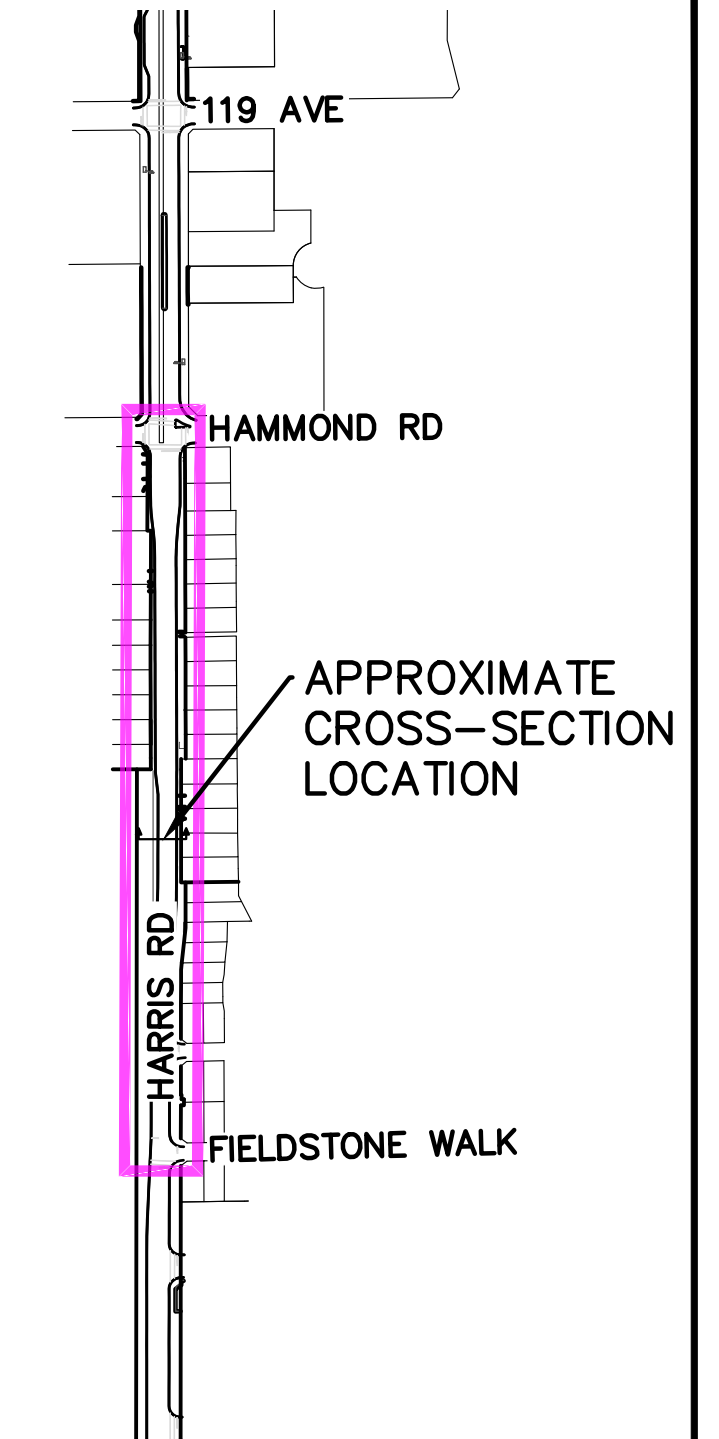 119 AVE
HAMMOND RD
APPROXIMATE
CROSS-SECTION
LOCATION
HARRIS RD
FIELDSTONE WALK